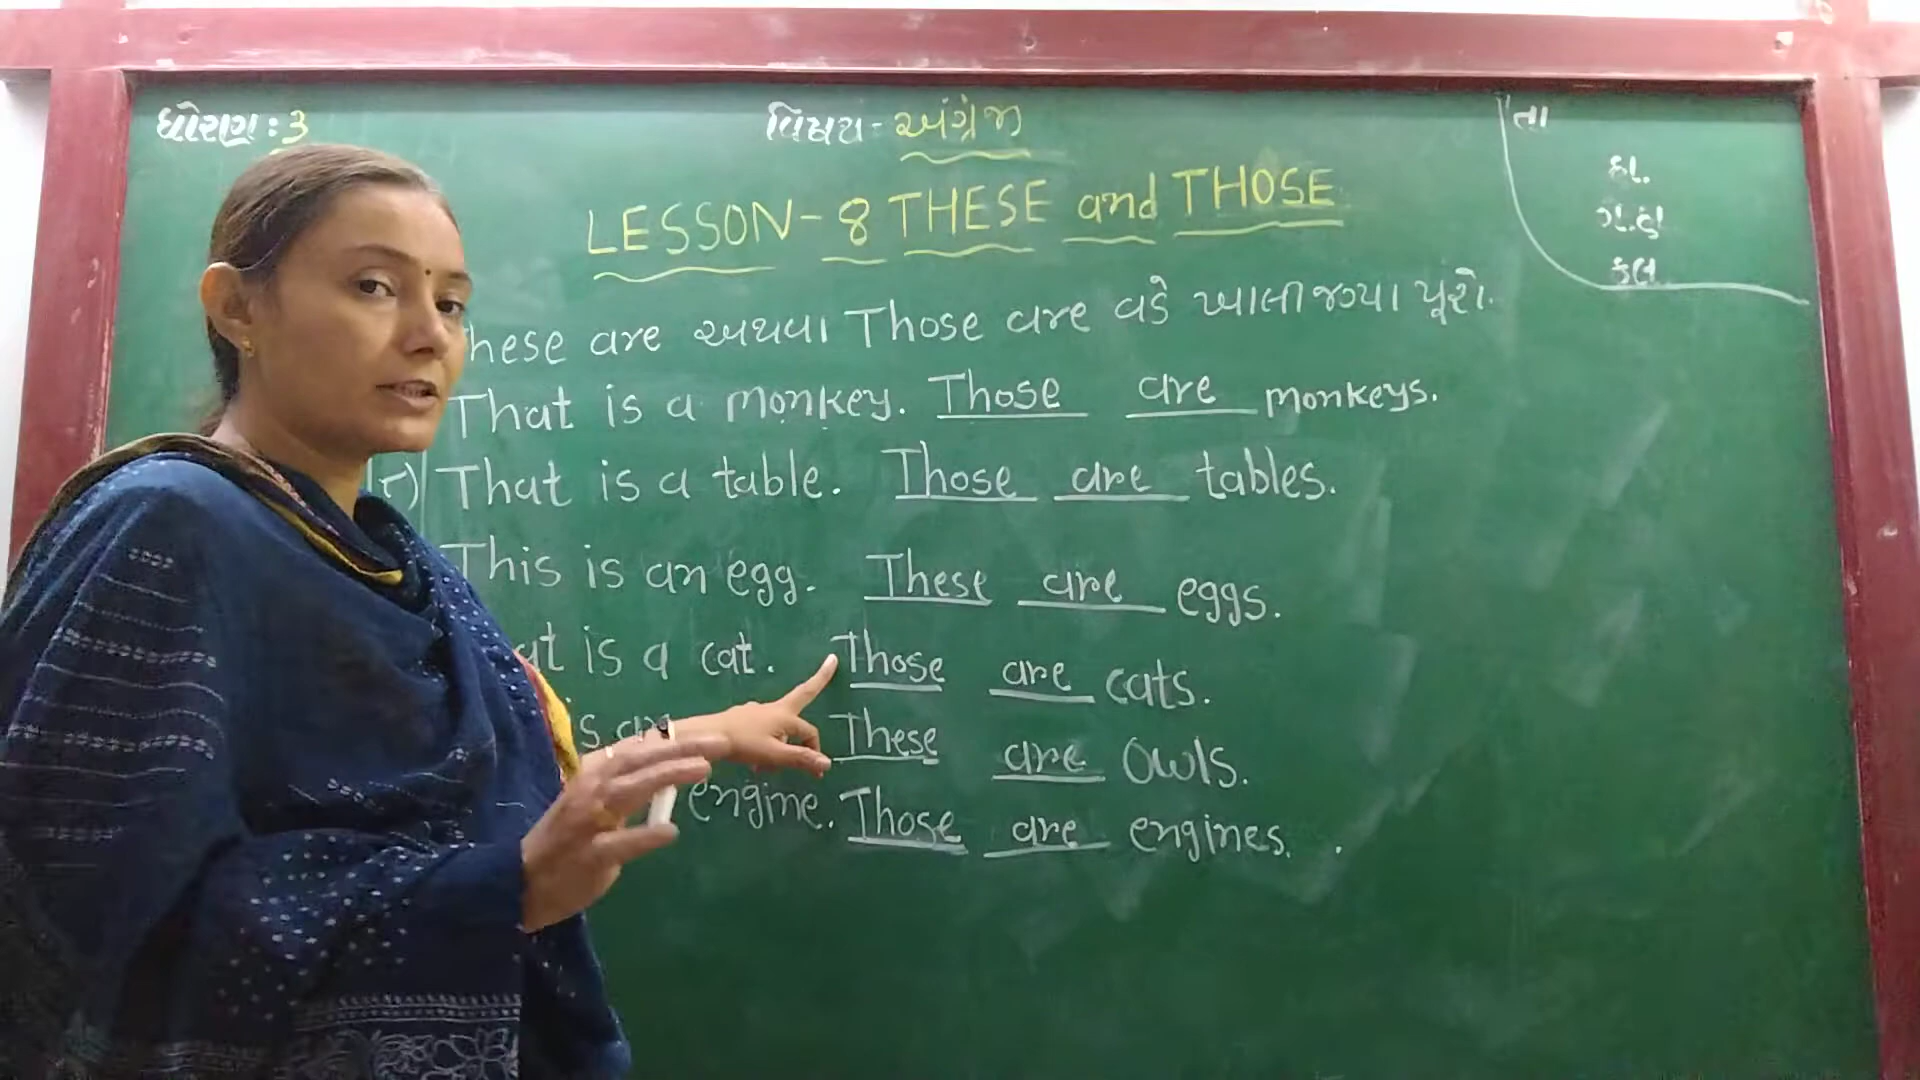 ધોરણ: 3
વિષય - અંગ્રેજી
તા
LESSON-8 THESE and THOSE
hese are અથવા Those are વડે ખાલી જગ્યા પૂરો.
That is a monkey. Those are monkeys.
That is a table. Those are tables.
This is an egg. These are eggs.
at is a cat. Those are cats.
These are Owls.
engine. Those are engines.